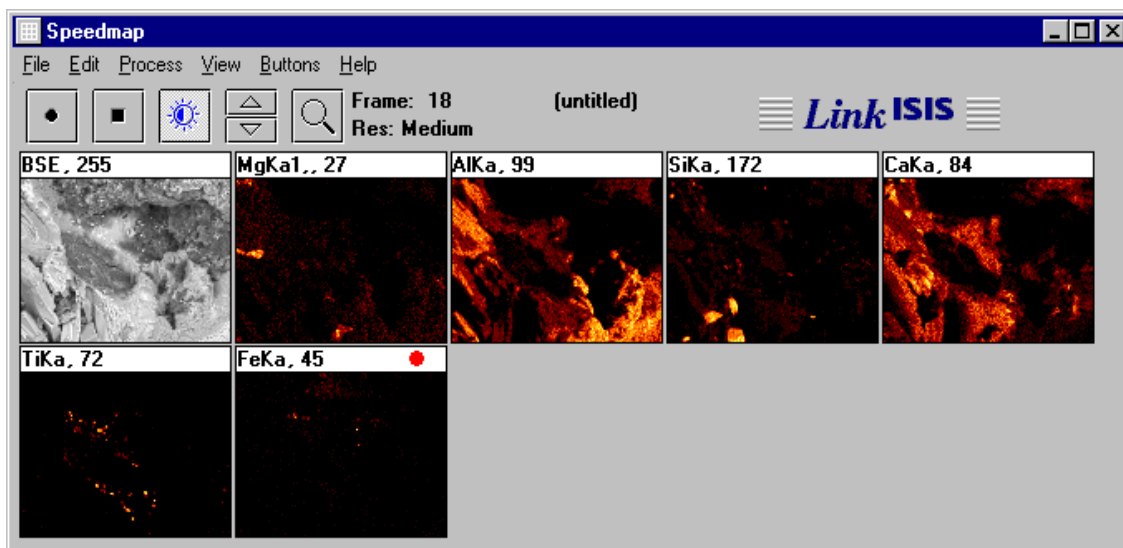 Speedmap
File Edit Process View Buttons Help
Frame: 18 (untitled)
Res: Medium
Link ISIS
BSE, 255 MgKa1,, 27 AlKa, 99 SiKa, 172 CaKa, 84
TiKa, 72 FeKa, 45